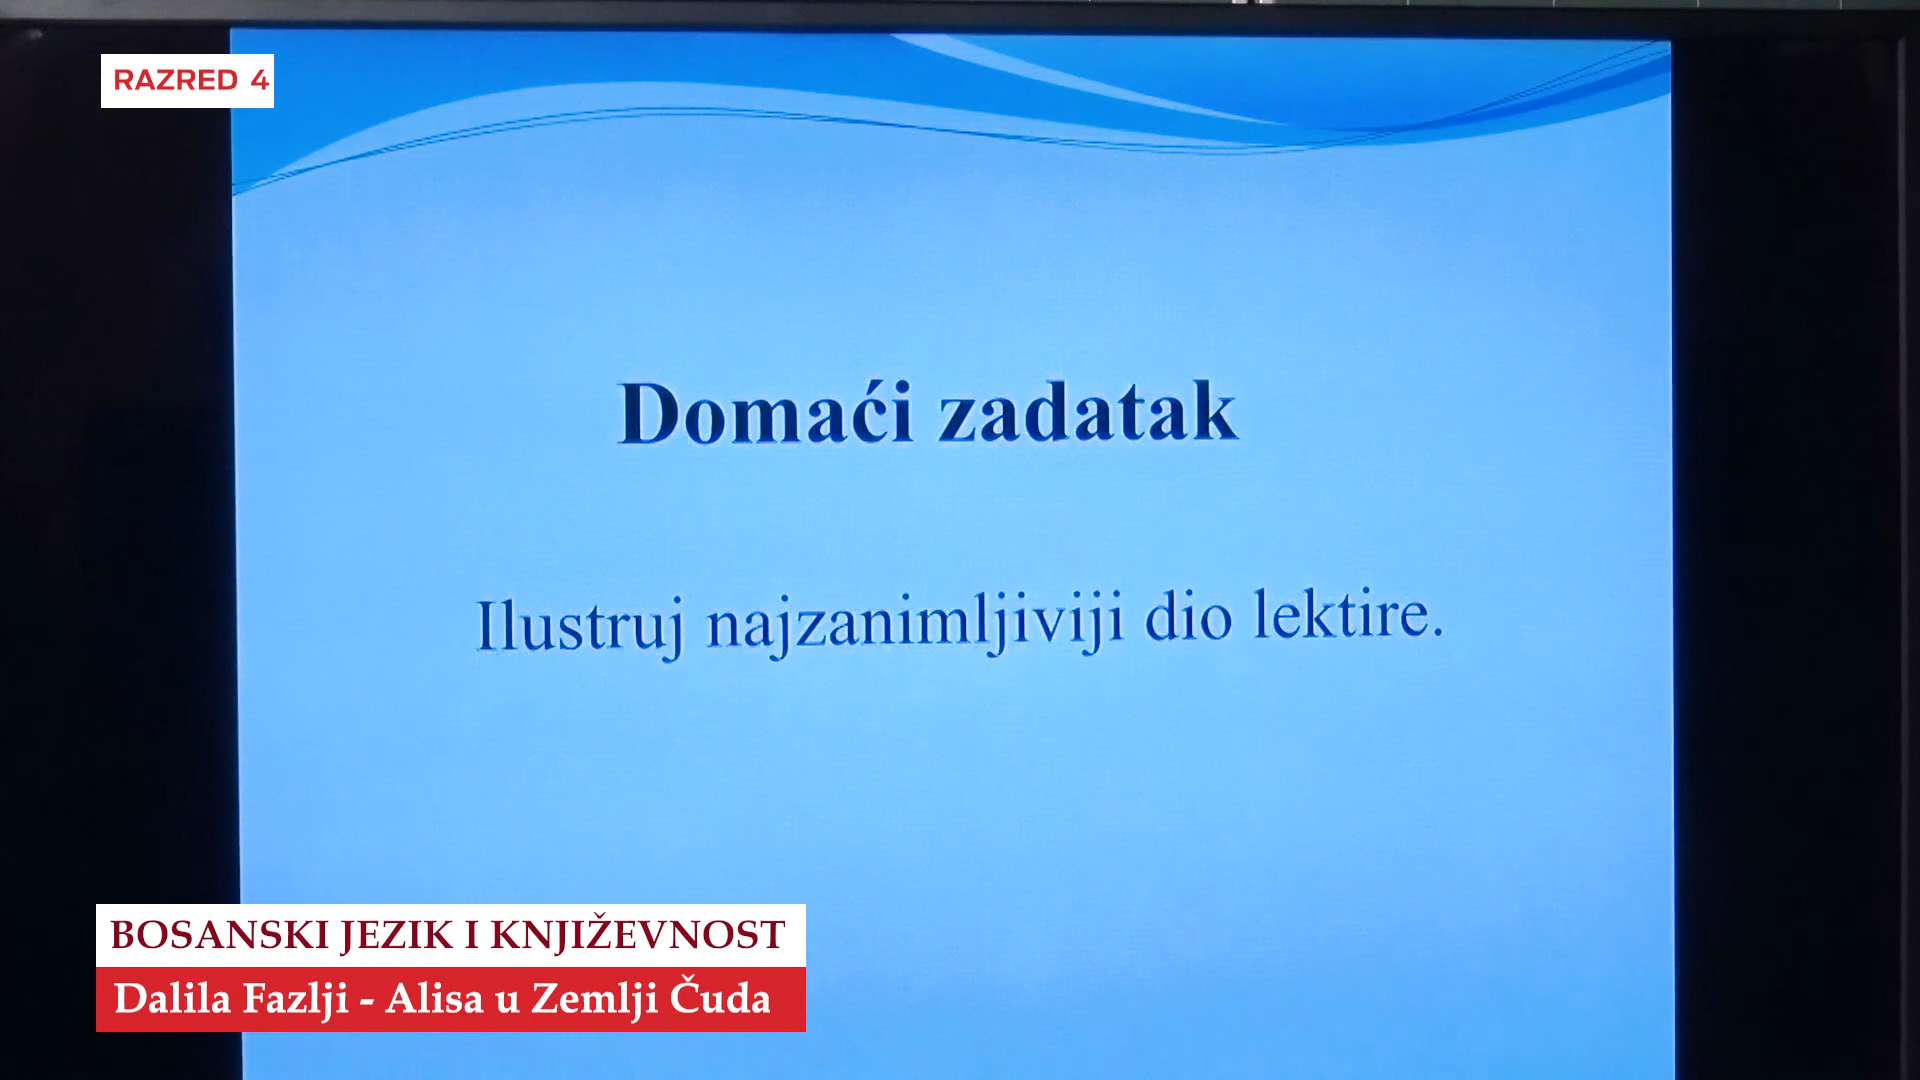 RAZRED 4
Domaći zadatak
Ilustruj najzanimljiviji dio lektire.
BOSANSKI JEZIK I KNJIŽEVNOST
Dalila Fazlji - Alisa u Zemlji Čuda